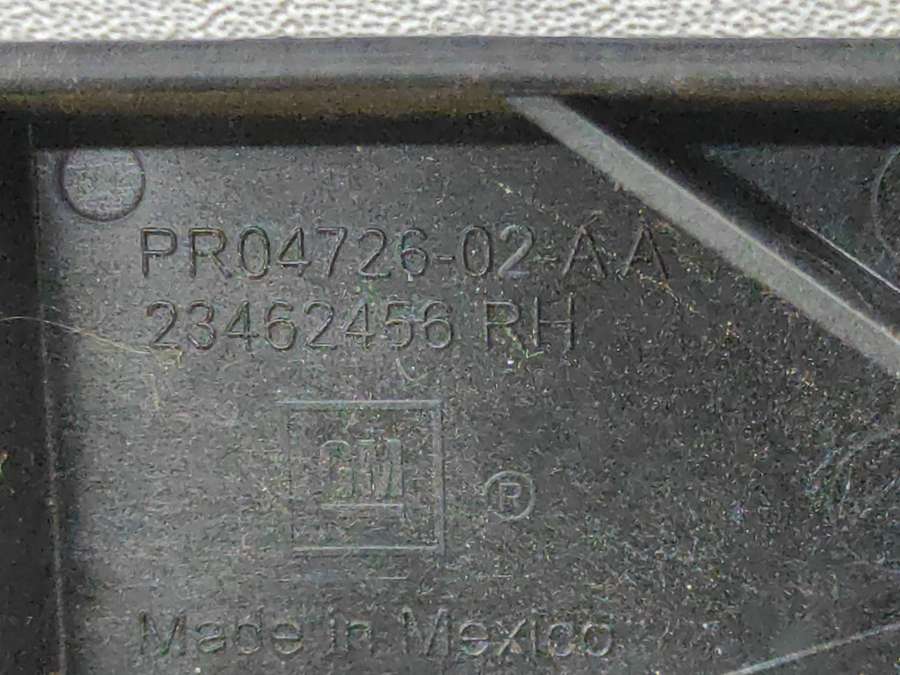 PR04726-02-AA
23462456 RH
GM
®
Made in Mexico